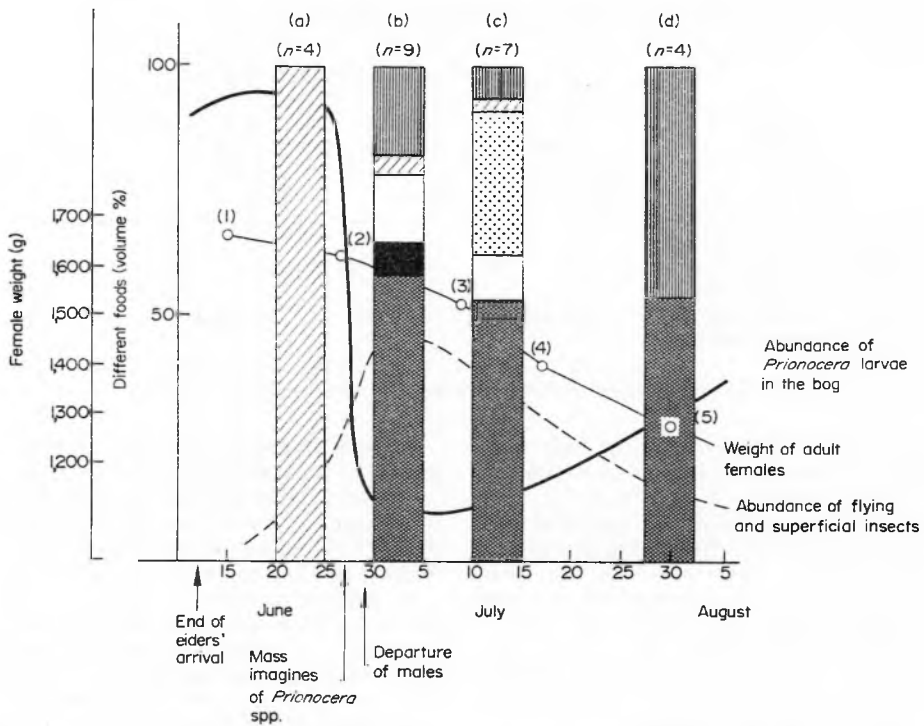 (a)
(b)
(c)
(d)
(n=4)
(n=9)
(n=7)
(n=4)
Female weight (g)
Different foods (volume %)
100
50
1,700
1,600
1,500
1,400
1,300
1,200
(1)
(2)
(3)
(4)
(5)
Abundance of
Prionocera larvae
in the bog
Weight of adult
females
Abundance of flying
and superficial insects
15
20
25
30
5
10
15
20
25
30
5
June
July
August
End of
eiders'
arrival
Mass
imagines
of Prionocera
spp.
Departure
of males